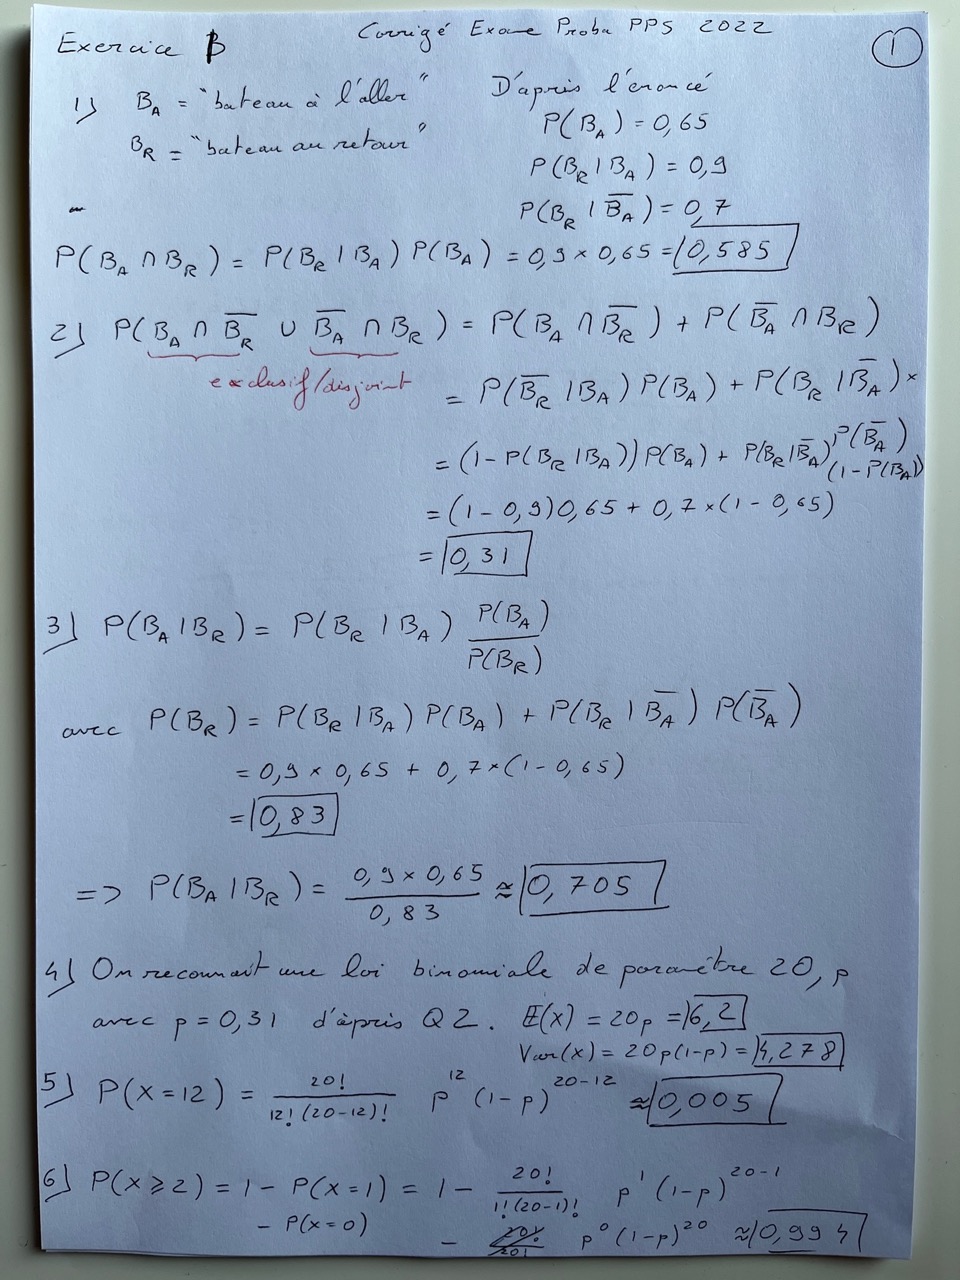 Corrigé Exame Proba PPS 2022
1
Exercice B
1) B_A = "bateau à l'aller"
B_R = "bateau au retour"
D'après l'énoncé
P(B_A) = 0,65
P(B_R | B_A) = 0,9
P(B_R | B̅_A) = 0,7
P(B_A ∩ B_R) = P(B_R | B_A) P(B_A) = 0,9 × 0,65 = 0,585
2) P(B_A ∩ B̅_R ∪ B̅_A ∩ B_R) = P(B_A ∩ B̅_R) + P(B̅_A ∩ B_R)
exclusif/disjoint
= P(B̅_R | B_A) P(B_A) + P(B_R | B̅_A) ×
P(B̅_A)
= (1 - P(B_R | B_A)) P(B_A) + P(B_R | B̅_A) (1 - P(B_A))
= (1 - 0,9) 0,65 + 0,7 × (1 - 0,65)
= 0,31
3) P(B_A | B_R) = P(B_R | B_A) P(B_A) / P(B_R)
avec P(B_R) = P(B_R | B_A) P(B_A) + P(B_R | B̅_A) P(B̅_A)
= 0,9 × 0,65 + 0,7 × (1 - 0,65)
= 0,83
=> P(B_A | B_R) = 0,9 × 0,65 / 0,83 ≈ 0,705
4) On reconnait une loi binomiale de paramètre 20, p
avec p = 0,31 d'après Q2. E(x) = 20p = 6,2
Var(x) = 20p(1-p) = 4,278
5) P(x = 12) = 20! / 12!(20-12)! p^12 (1-p)^20-12 ≈ 0,005
6) P(x ⩾ 2) = 1 - P(x=1) = 1 - 20! / 1!(20-1)! p^1 (1-p)^20-1
- P(x=0) - 20!/20! p^0 (1-p)^20 ≈ 0,994